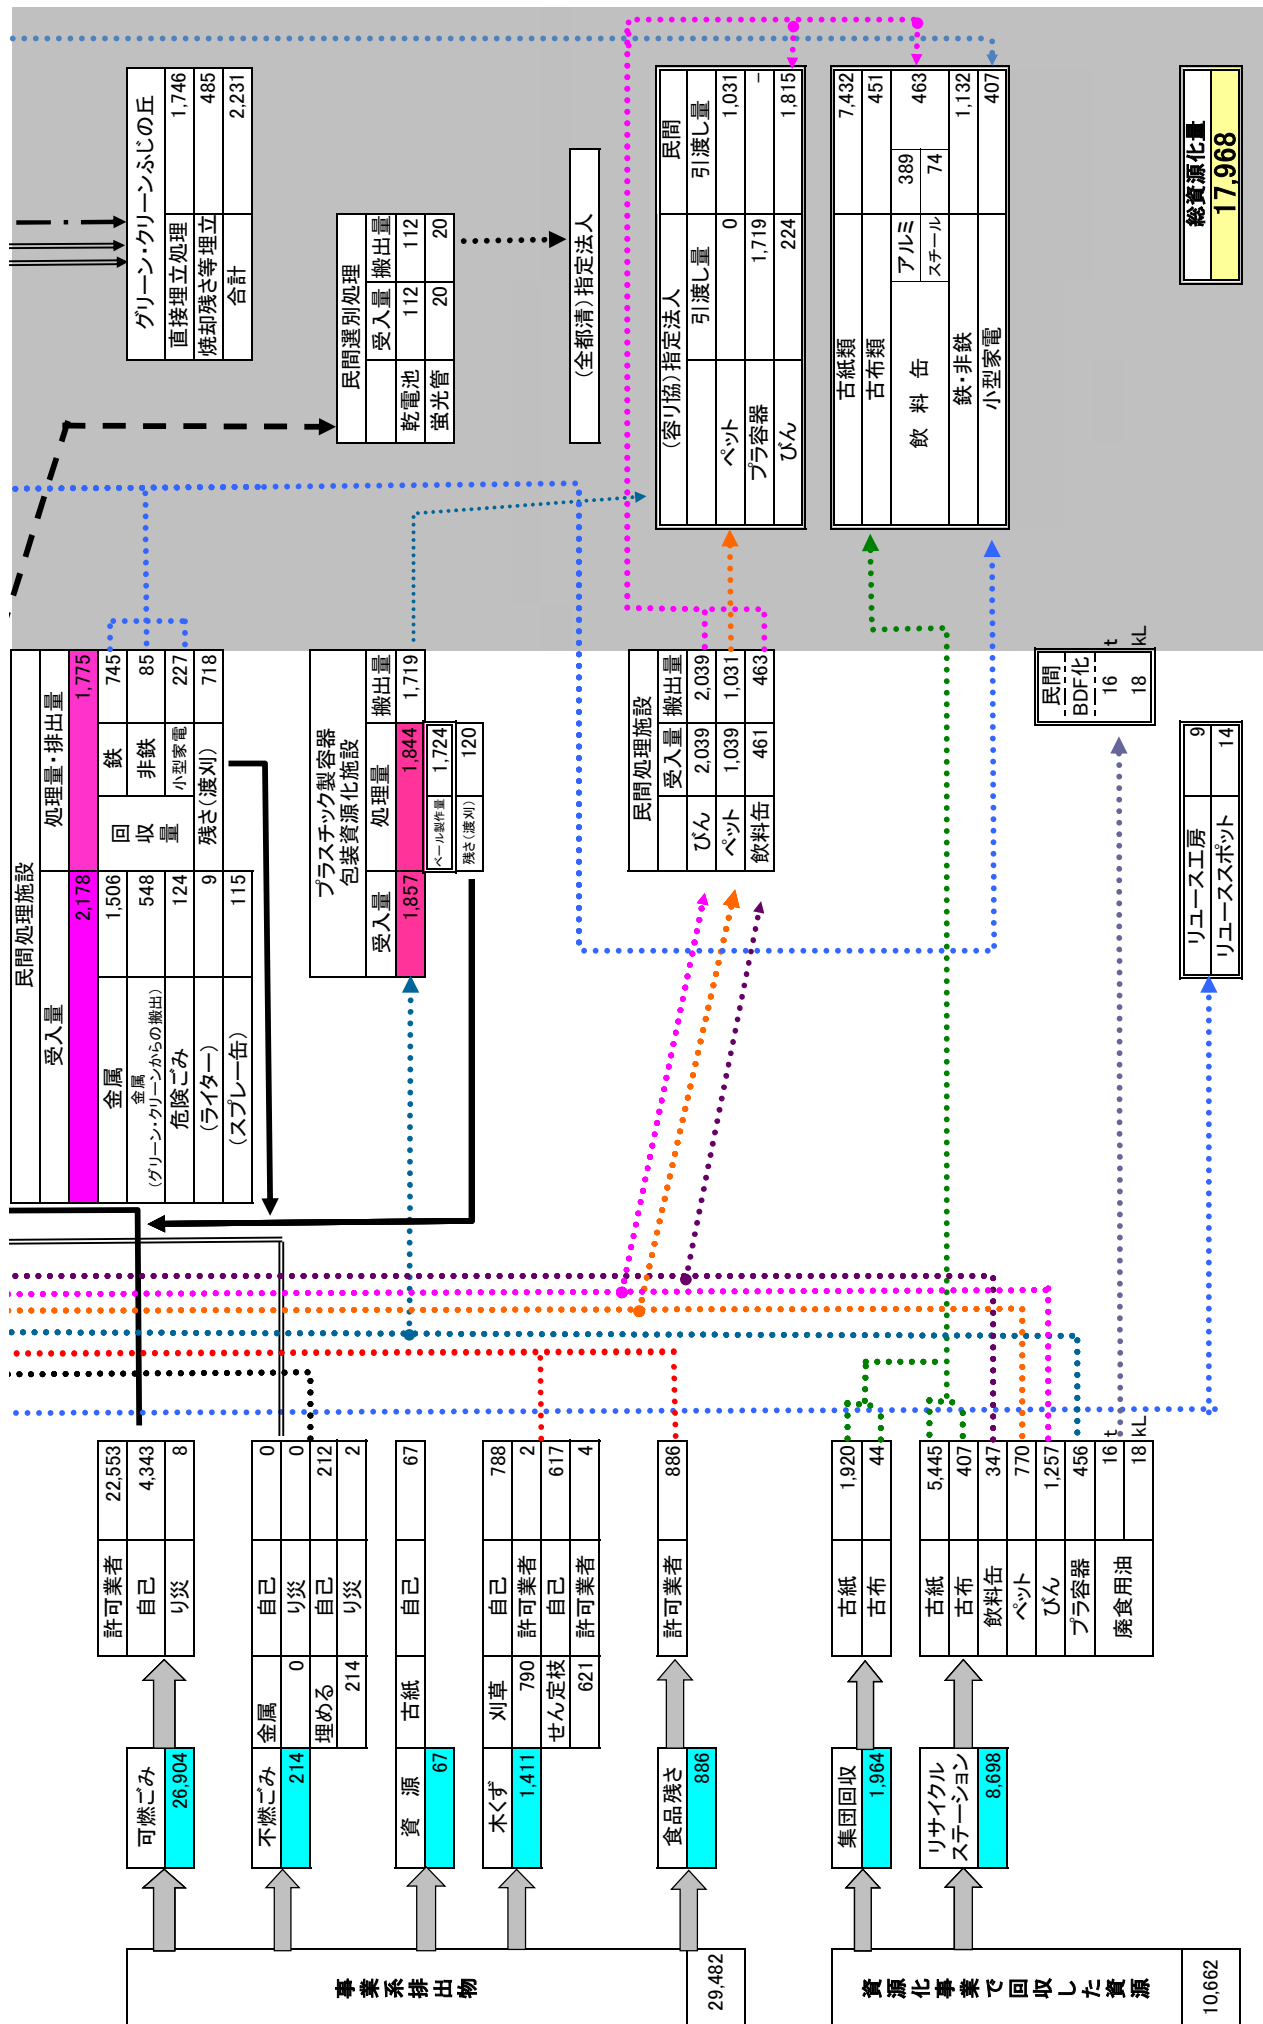 事業系排出物
29,482
可燃ごみ
26,904
許可業者 22,553
自己 4,343
り災 8
不燃ごみ
214
金属 自己 0
0 り災 0
埋める 自己 212
214 り災 2
資 源
67
古紙 自己 67
木くず
1,411
刈草 自己 788
790 許可業者 2
せん定枝 自己 617
621 許可業者 4
食品残さ
886
許可業者 886
資源化事業で回収した資源
10,662
集団回収
1,964
古紙 1,920
古布 44
リサイクル
ステーション
8,698
古紙 5,445
古布 407
飲料缶 347
ペット 770
びん 1,257
プラ容器 456
廃食用油 16 t
18 kL
民間処理施設
受入量 処理量・排出量
2,178 1,775
金属 1,506 回収量 鉄 745
金属
(グリーン・クリーンからの搬出) 548 非鉄 85
危険ごみ 124 小型家電 227
(ライター) 9 残さ(渡刈) 718
(スプレー缶) 115
プラスチック製容器
包装資源化施設
受入量 処理量 搬出量
1,857 1,844 1,719
ベール製作量 1,724
残さ(渡刈) 120
民間処理施設
受入量 搬出量
びん 2,039 2,039
ペット 1,039 1,031
飲料缶 461 463
民間
BDF化
16 t
18 kL
リユース工房 9
リユーススポット 14
グリーン・クリーンふじの丘
直接埋立処理 1,746
焼却残さ等埋立 485
合計 2,231
民間選別処理
受入量 搬出量
乾電池 112 112
蛍光管 20 20
(全都清)指定法人
(容リ協)指定法人 民間
引渡し量 引渡し量
ペット 0 1,031
プラ容器 1,719 -
びん 224 1,815
古紙類 7,432
古布類 451
飲 料 缶 アルミ 389 463
スチール 74
鉄・非鉄 1,132
小型家電 407
総資源化量
17,968